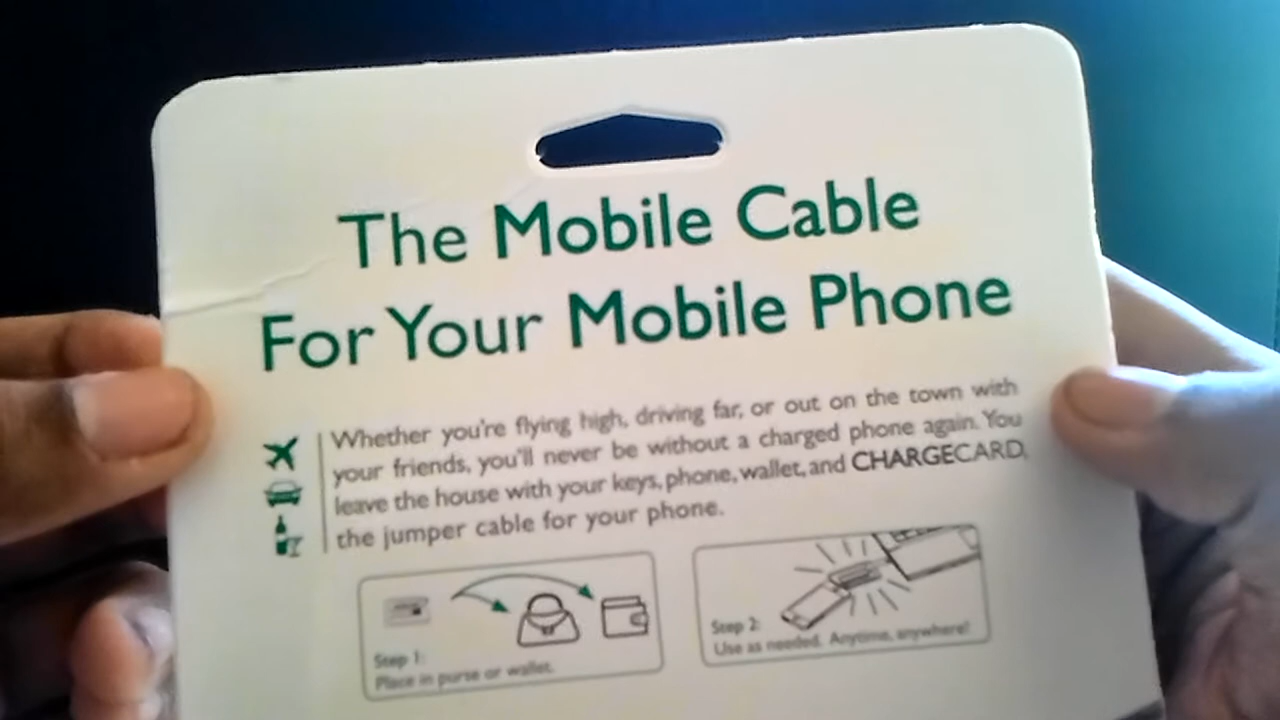 The Mobile Cable
For Your Mobile Phone
Whether you're flying high, driving far, or out on the town with
your friends, you'll never be without a charged phone again. You
leave the house with your keys, phone, wallet, and CHARGECARD,
the jumper cable for your phone.
Step 1:
Place in purse or wallet.
Step 2:
Use as needed. Anytime, anywhere!